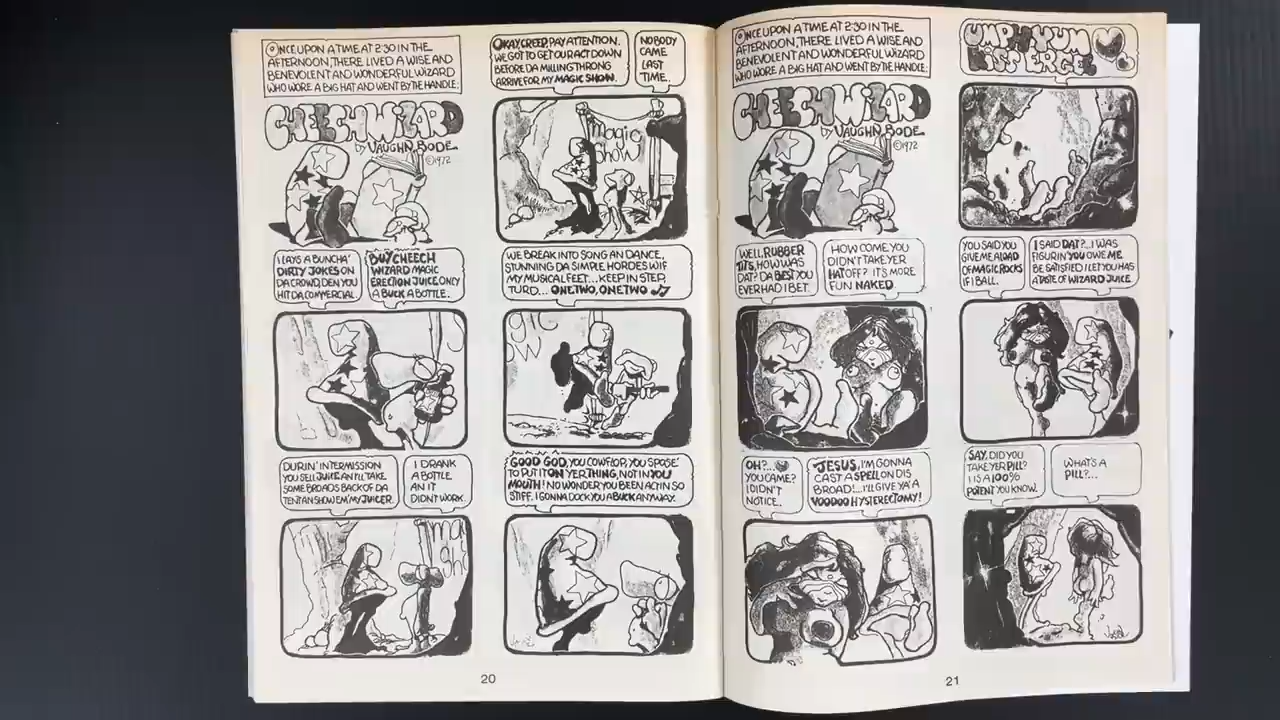 ONCE UPON A TIME AT 2:30 IN THE
AFTERNOON, THERE LIVED A WISE AND
BENEVOLENT AND WONDERFUL WIZARD
WHO WORE A BIG HAT AND WENT BY THE HANDLE:
CHEECH WIZARD
by VAUGHN BODE
©1972
OKAY, CREEP, PAY ATTENTION.
WE GOT TO GET OUR ACT DOWN
BEFORE DA MILLING THRONG
ARRIVE FOR MY MAGIC SHOW.
NOBODY
CAME
LAST
TIME.
magic
show
I LAYS A BUNCHA'
DIRTY JOKES ON
DA CROWD, DEN YOU
HIT DA COMMERCIAL
BUY CHEECH
WIZARD MAGIC
ERECTION JUICE ONLY
A BUCK A BOTTLE.
WE BREAK INTO SONG AN DANCE,
STUNNING DA SIMPLE HORDES WIF
MY MUSICAL FEET... KEEP IN STEP,
TURD... ONE TWO, ONE TWO
DURIN' INTERMISSION
YOU SELL JUICE AN I'LL TAKE
SOME BROADS BACK OF DA
TENT AN SHOW EM MY JUICER.
I DRANK
A BOTTLE
AN IT
DIDN'T WORK.
GOOD GOD, YOU COWFLOP, YOU SPOSE'
TO PUT IT ON YER THING, NOT IN YOU
MOUTH! NO WONDER YOU BEEN ACTIN SO
STIFF. I GONNA DOCK YOU A BUCK ANYWAY.
20
ONCE UPON A TIME AT 2:30 IN THE
AFTERNOON, THERE LIVED A WISE AND
BENEVOLENT AND WONDERFUL WIZARD
WHO WORE A BIG HAT AND WENT BY THE HANDLE:
CHEECH WIZARD
by VAUGHN BODE
©1972
WELL, RUBBER
TITS, HOW WAS
DAT? DA BEST YOU
EVER HAD I BET.
HOW COME YOU
DIDN'T TAKE YER
HAT OFF? IT'S MORE
FUN NAKED.
YOU SAID YOU
GIVE ME A LOAD
OF MAGIC ROCKS
IF I BALL.
I SAID DAT?... I WAS
FIGURIN YOU OWE ME
BE SATISFIED I LET YOU HAS
A TASTE OF WIZARD JUICE
OH?...
YOU CAME?
I DIDN'T
NOTICE.
JESUS, I'M GONNA
CAST A SPELL ON DIS
BROAD!... I'LL GIVE YA' A
VOODOO HYSTERECTOMY!
SAY, DID YOU
TAKE YER PILL?
I IS A 100%
POTENT YOU KNOW.
WHAT'S A
PILL?...
21